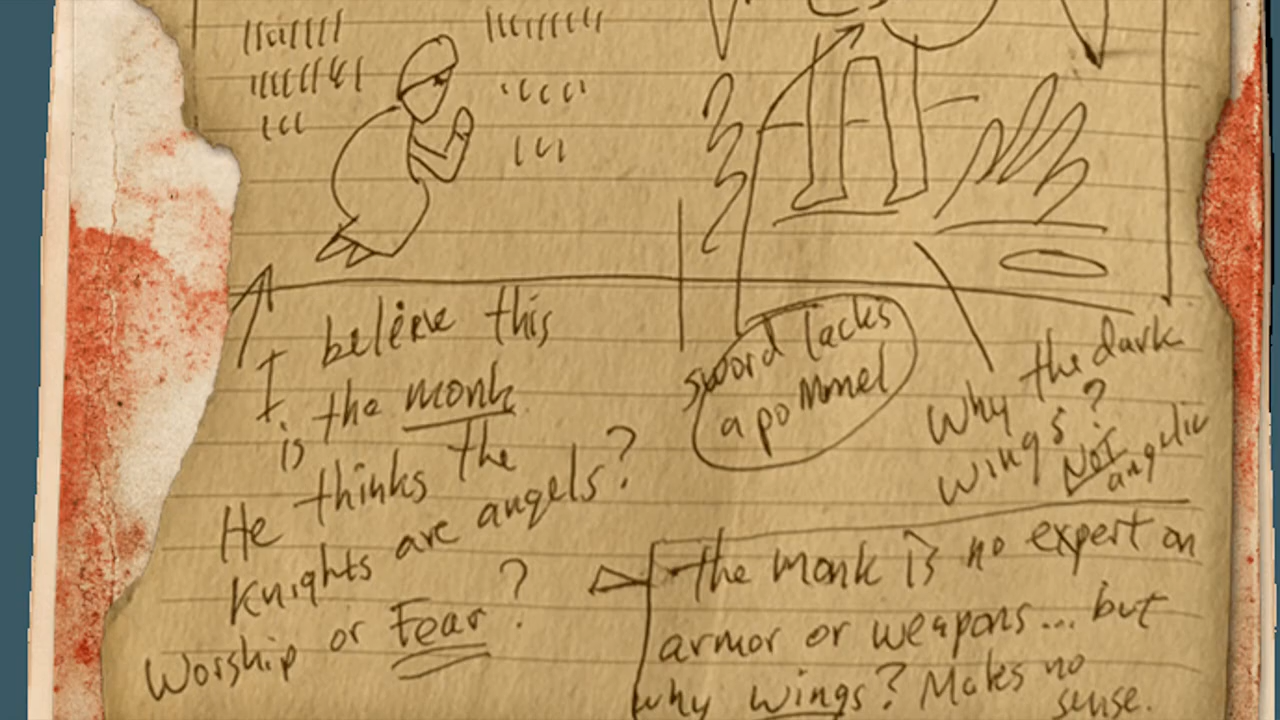 I believe this
is the monk
He thinks the
Knights are angels?
Worship or Fear?
sword lacks
a pommel
Why the dark
wings?
NOT
angelic
the monk is no expert on
armor or weapons... but
why wings? Makes no
sense.